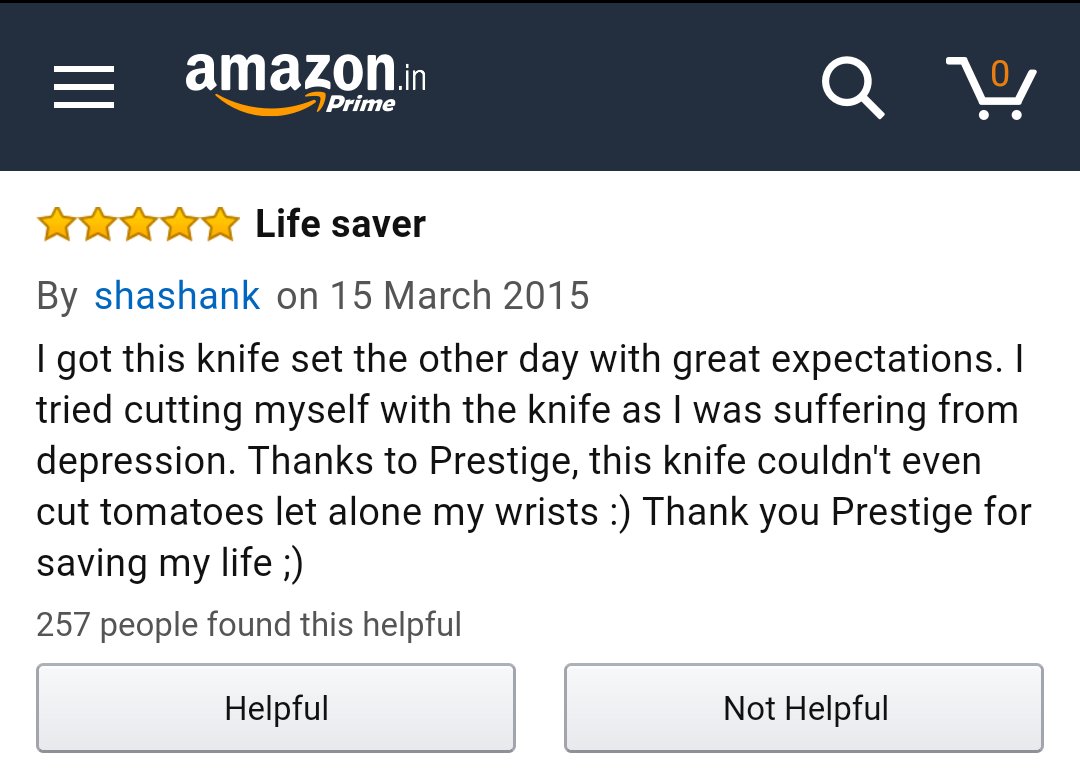 amazon.in
Prime
0
Life saver
By shashank on 15 March 2015
I got this knife set the other day with great expectations. I
tried cutting myself with the knife as I was suffering from
depression. Thanks to Prestige, this knife couldn't even
cut tomatoes let alone my wrists :) Thank you Prestige for
saving my life ;)
257 people found this helpful
Helpful
Not Helpful